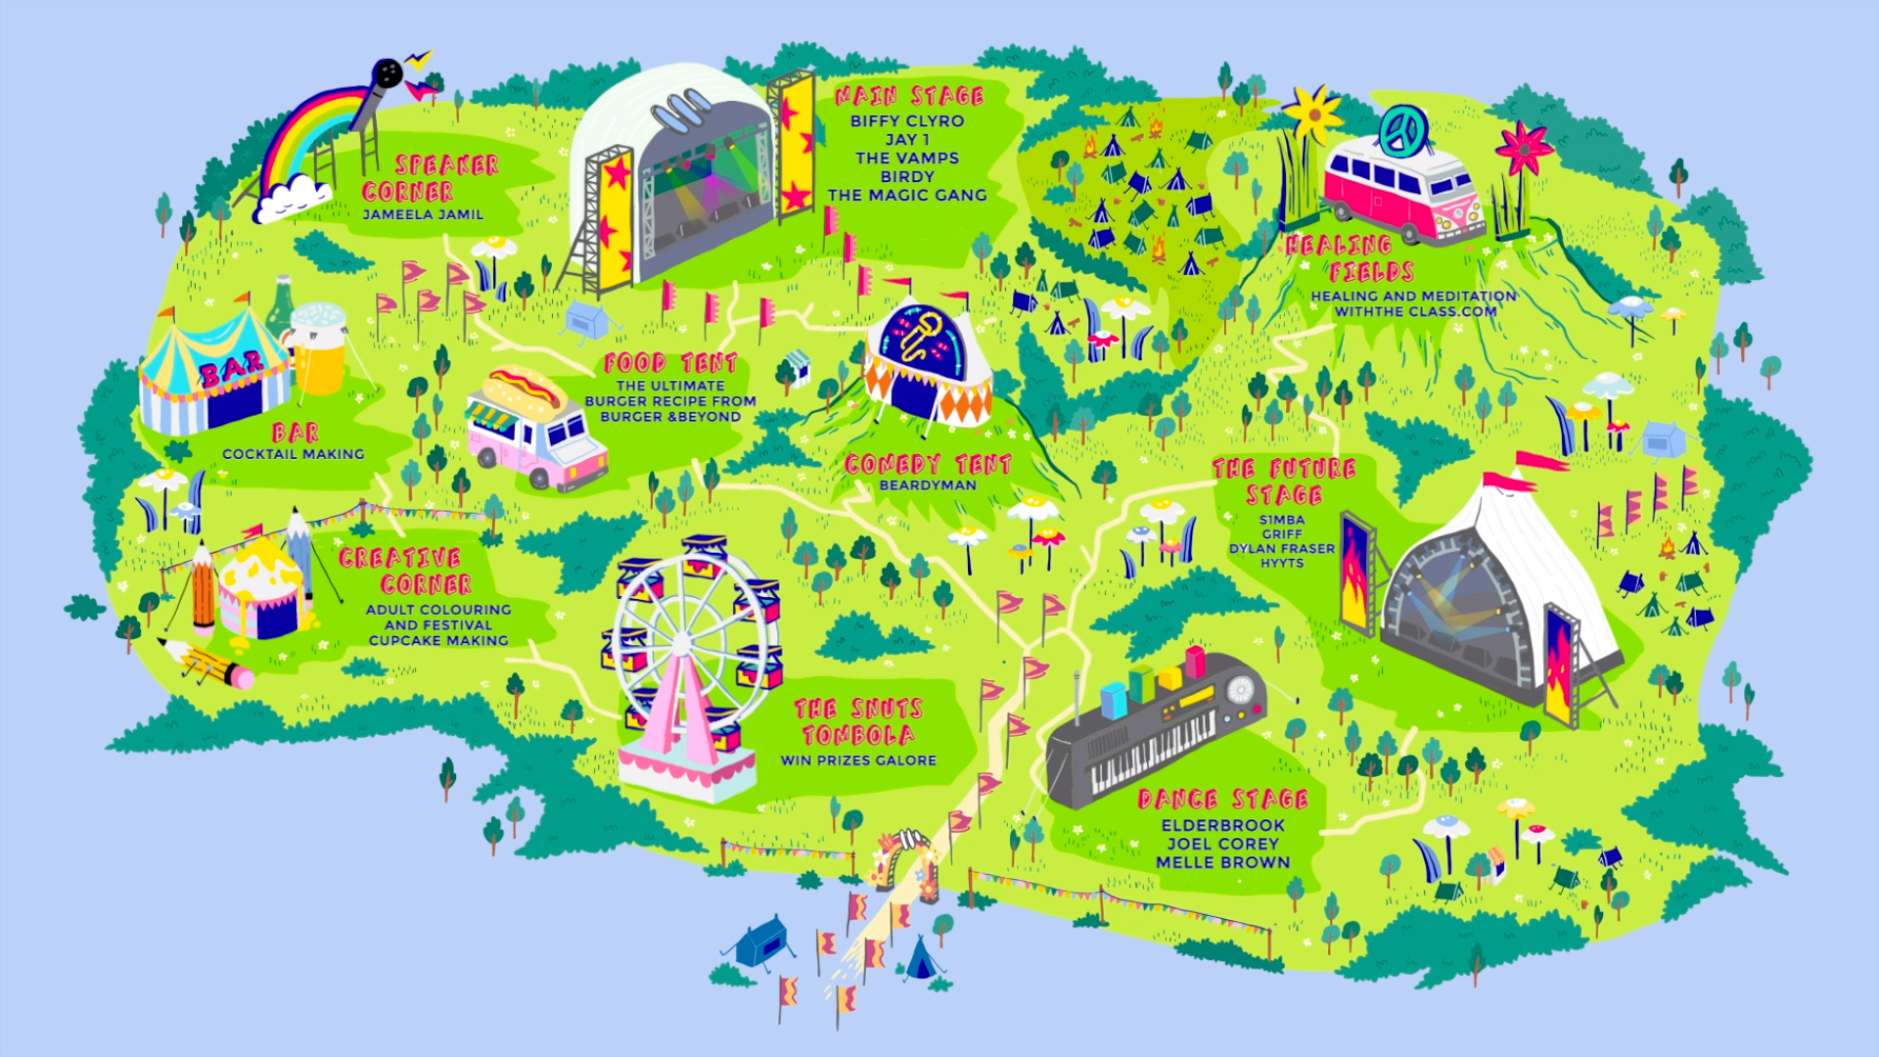 SPEAKER
CORNER
JAMEELA JAMIL
MAIN STAGE
BIFFY CLYRO
JAY 1
THE VAMPS
BIRDY
THE MAGIC GANG
HEALING
FIELDS
HEALING AND MEDITATION
WITHTHE CLASS.COM
BAR
BAR
COCKTAIL MAKING
FOOD TENT
THE ULTIMATE
BURGER RECIPE FROM
BURGER &BEYOND
COMEDY TENT
BEARDYMAN
THE FUTURE
STAGE
S1MBA
GRIFF
DYLAN FRASER
HYYTS
CREATIVE
CORNER
ADULT COLOURING
AND FESTIVAL
CUPCAKE MAKING
THE SNUTS
TOMBOLA
WIN PRIZES GALORE
DANCE STAGE
ELDERBROOK
JOEL COREY
MELLE BROWN